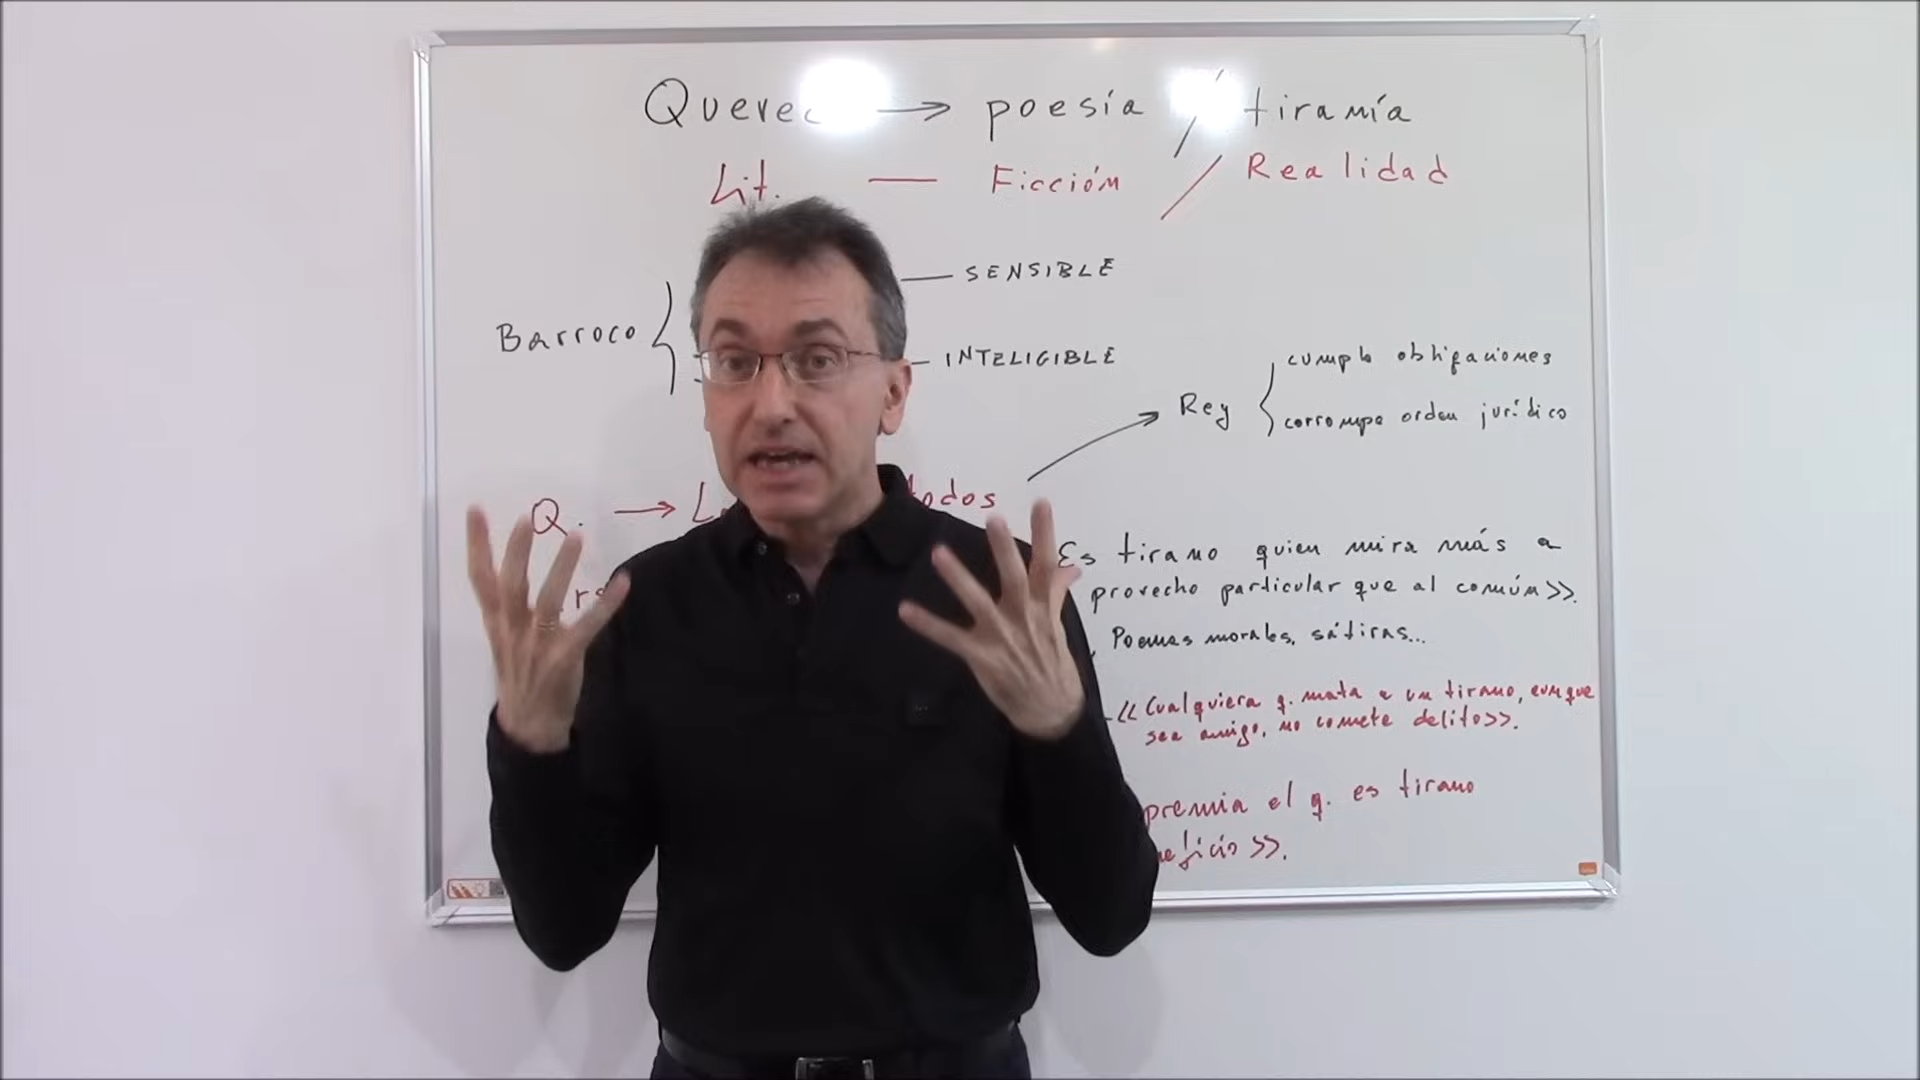 Queve → poesía / tiranía
Lit. — Ficción / Realidad
— SENSIBLE
Barroco {
— INTELIGIBLE
cumple obligaciones
Rey {
corrompe orden jurídico
Q. → todos
Es tirano quien mira más a
provecho particular que al común>>.
Poemas morales, sátiras...
<<Cualquiera q. mata a un tirano, aunque
sea amigo, no comete delito>>.
premia el q. es tirano
neficio>>.